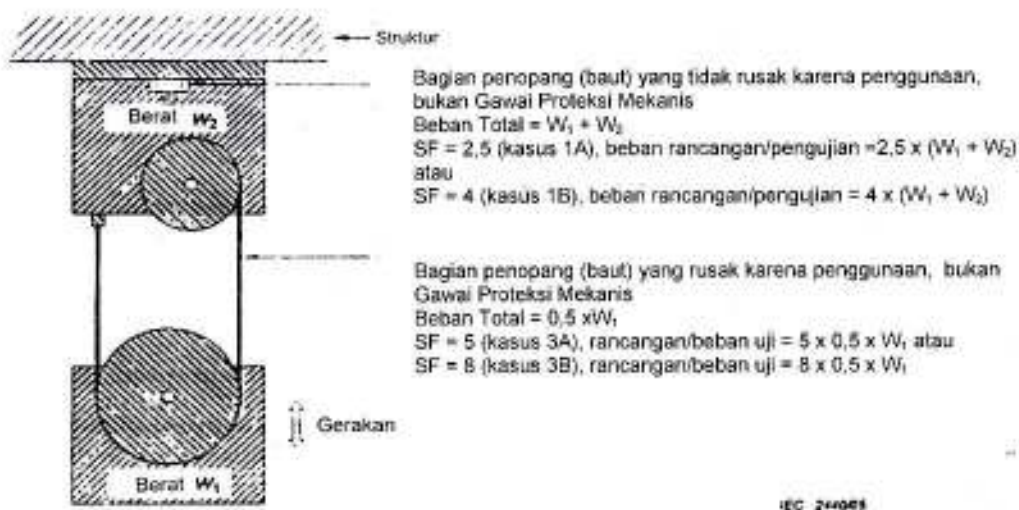 Struktur
Bagian penopang (baut) yang tidak rusak karena penggunaan,
bukan Gawai Proteksi Mekanis
Beban Total = W₁ + W₂
SF = 2,5 (kasus 1A), beban rancangan/pengujian =2,5 x (W₁ + W₂)
atau
SF = 4 (kasus 1B), beban rancangan/pengujian = 4 x (W₁ + W₂)
Berat W₂
Bagian penopang (baut) yang rusak karena penggunaan, bukan
Gawai Proteksi Mekanis
Beban Total = 0,5 xW₁
SF = 5 (kasus 3A), rancangan/beban uji = 5 x 0,5 x W₁ atau
SF = 8 (kasus 3B), rancangan/beban uji = 8 x 0,5 x W₁
Gerakan
Berat W₁
IEC